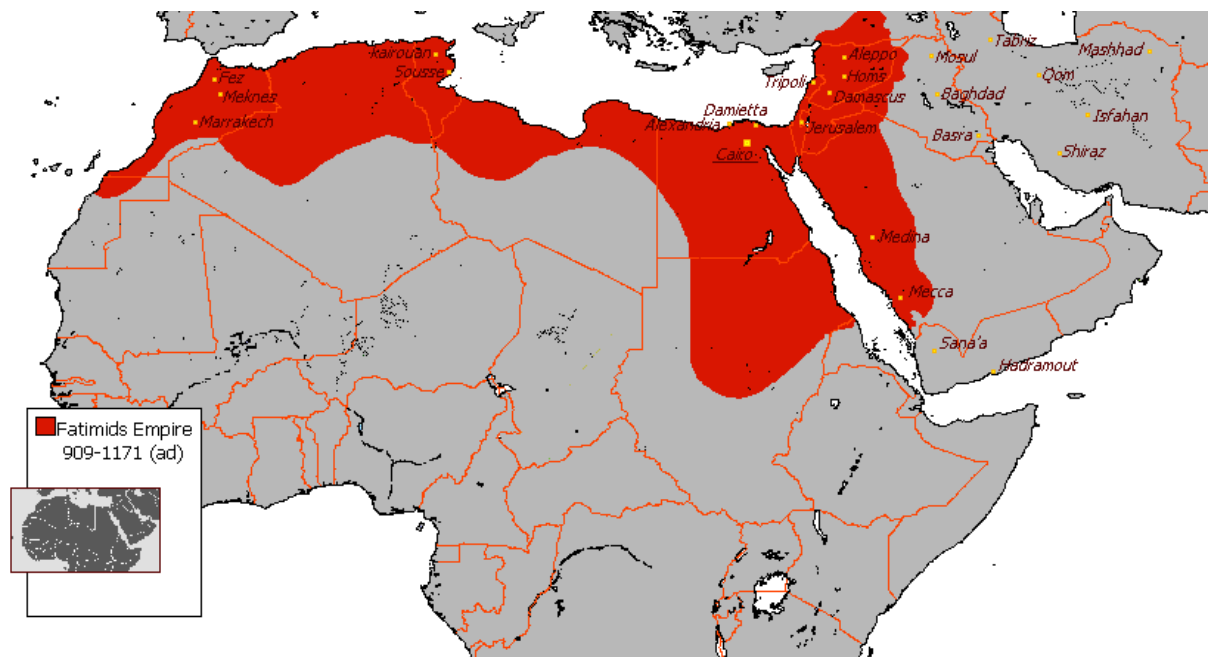 kairouan
Sousse
Fez
Meknes
Marrakech
Tripoli
Aleppo
Homs
Damascus
Damietta
Alexandria
Jerusalem
Cairo
Mosul
Baghdad
Basra
Tabriz
Mashhad
Qom
Isfahan
Shiraz
Medina
Mecca
Sana'a
Hadramout
Fatimids Empire
909-1171 (ad)